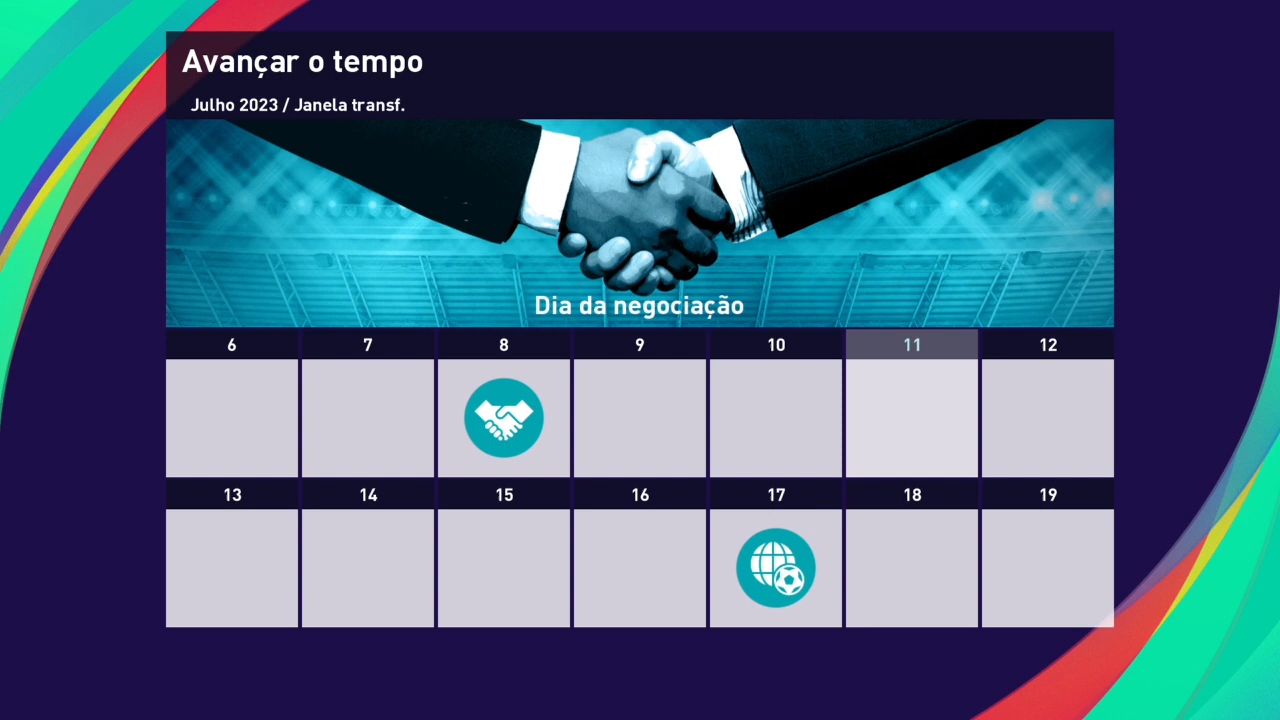 Avançar o tempo
Julho 2023 / Janela transf.
Dia da negociação
6 7 8 9 10 11 12
13 14 15 16 17 18 19